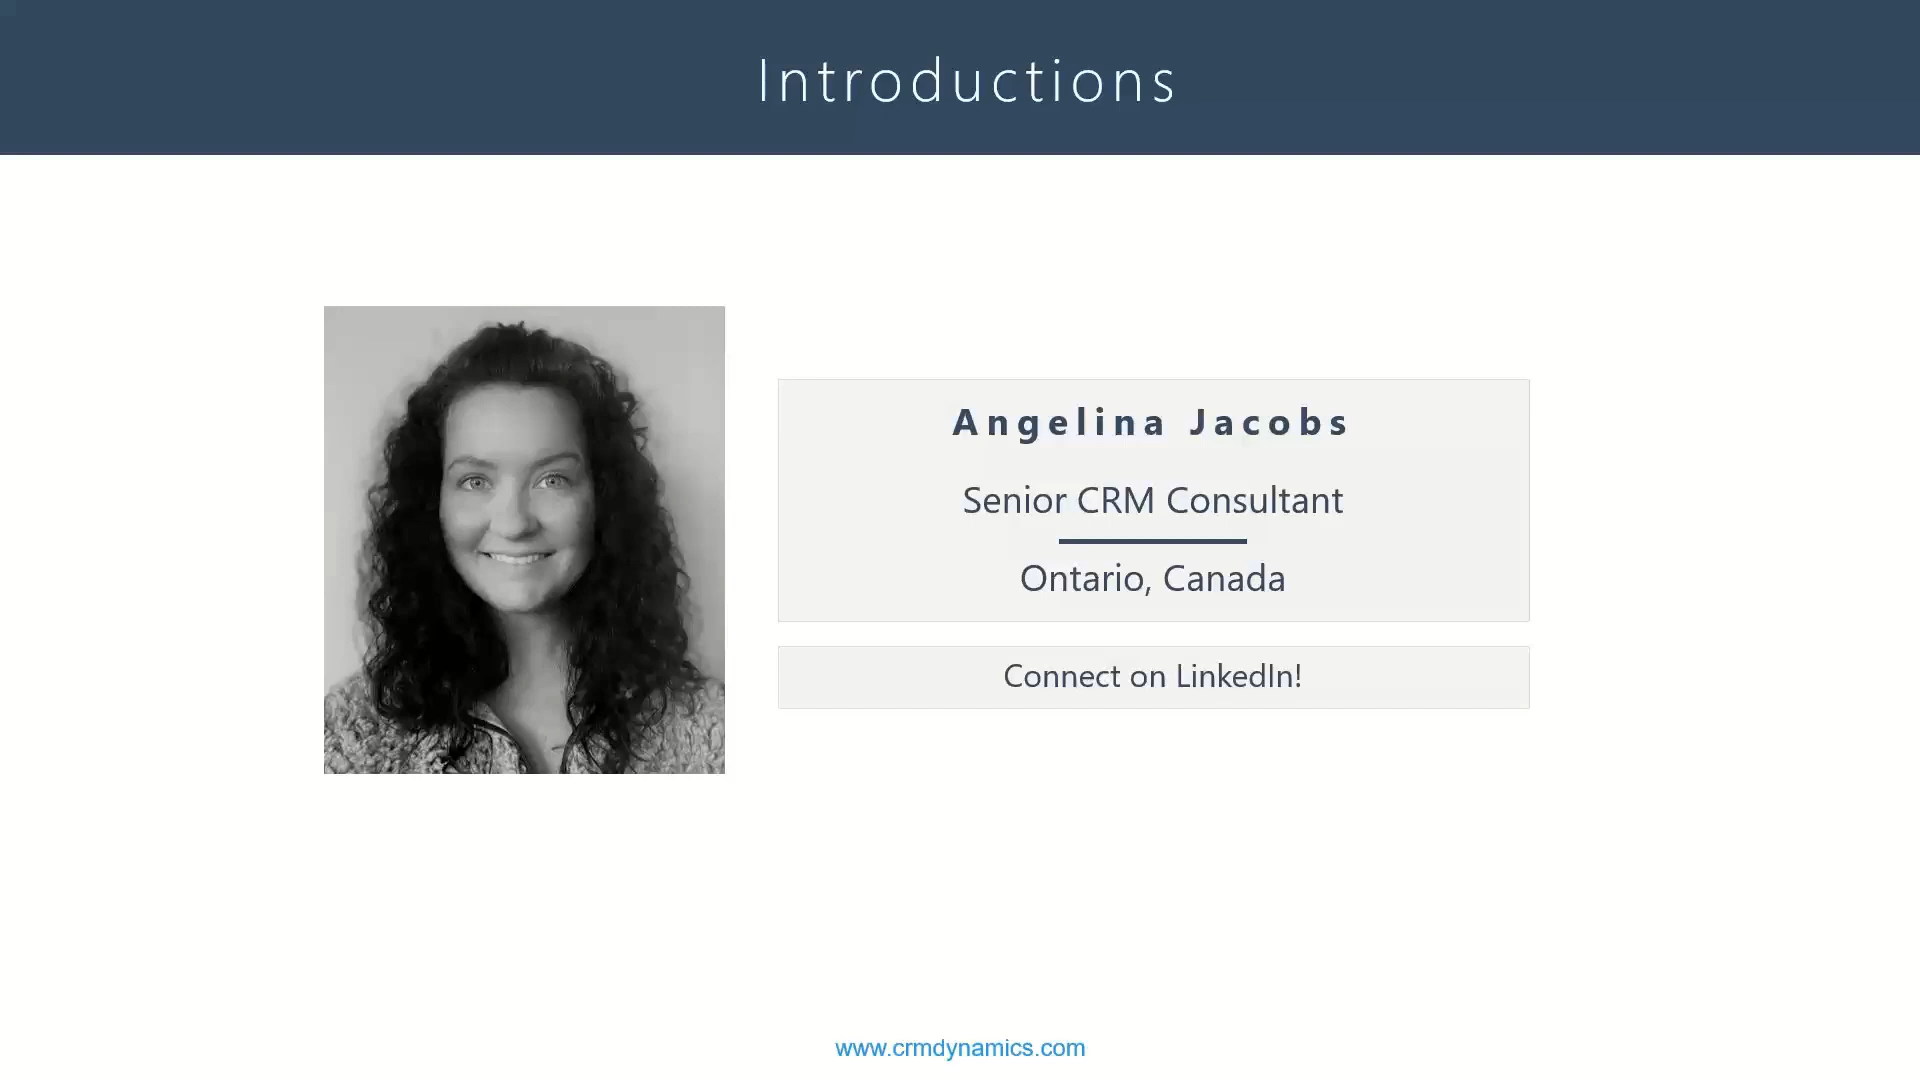 Introductions
Angelina Jacobs
Senior CRM Consultant
Ontario, Canada
Connect on LinkedIn!
www.crmdynamics.com